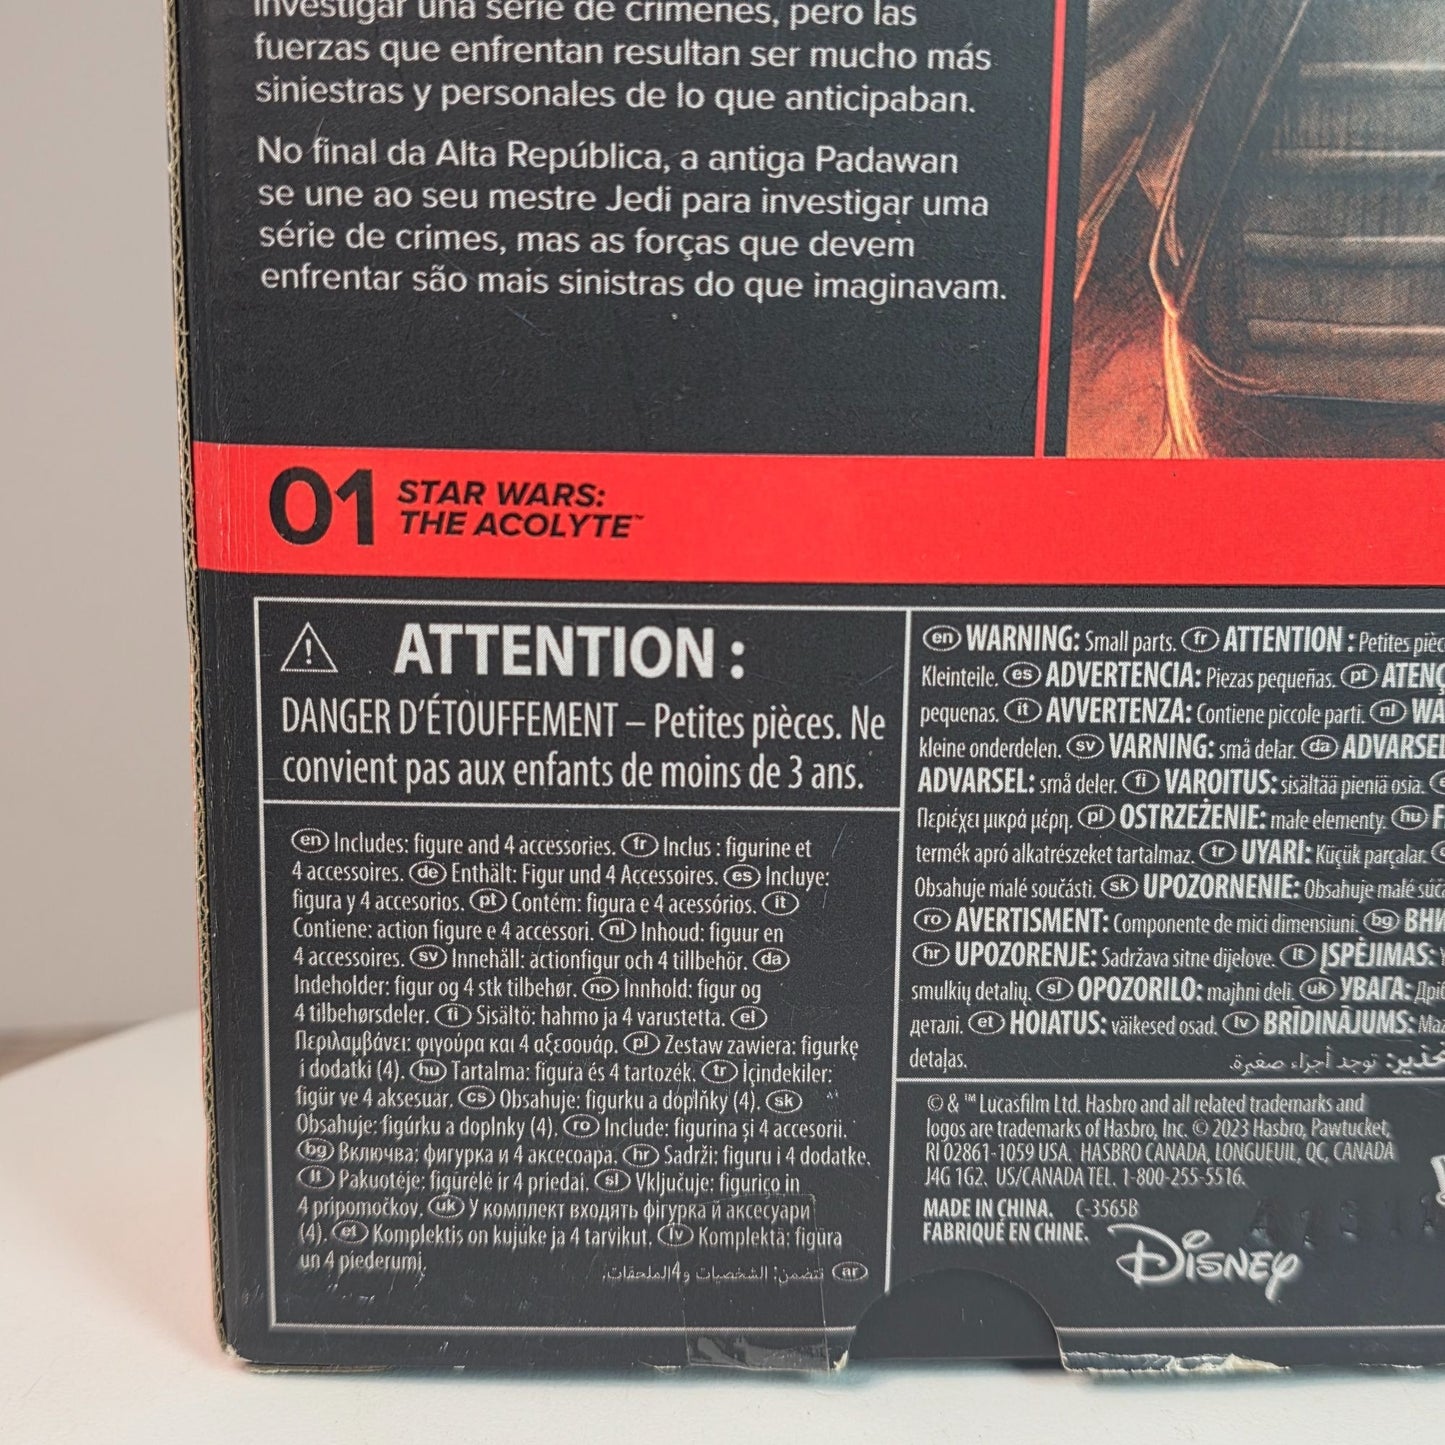 investigar una serie de crímenes, pero las
fuerzas que enfrentan resultan ser mucho más
siniestras y personales de lo que anticipaban.
No final da Alta República, a antiga Padawan
se une ao seu mestre Jedi para investigar uma
série de crimes, mas as forças que devem
enfrentar são mais sinistras do que imaginavam.
01 STAR WARS:
THE ACOLYTE™
ATTENTION :
DANGER D'ÉTOUFFEMENT – Petites pièces. Ne
convient pas aux enfants de moins de 3 ans.
en Includes: figure and 4 accessories. fr Inclus : figurine et
4 accessoires. de Enthält: Figur und 4 Accessoires. es Incluye:
figura y 4 accesorios. pt Contém: figura e 4 acessórios. it
Contiene: action figure e 4 accessori. nl Inhoud: figuur en
4 accessoires. sv Innehåll: actionfigur och 4 tillbehör. da
Indeholder: figur og 4 stk tilbehør. no Innhold: figur og
4 tilbehørsdeler. fi Sisältö: hahmo ja 4 varustetta. el
Περιλαμβάνει: φιγούρα και 4 αξεσουάρ. pl Zestaw zawiera: figurkę
i dodatki (4). hu Tartalma: figura és 4 tartozék. tr İçindekiler:
figür ve 4 aksesuar. cs Obsahuje: figurku a doplňky (4). sk
Obsahuje: figúrku a doplnky (4). ro Include: figurina și 4 accesorii.
bg Включва: фигурка и 4 аксесоара. hr Sadrži: figuru i 4 dodatke.
lt Pakuotėje: figūrėlė ir 4 priedai. sl Vključuje: figurico in
4 pripomočkov. uk У комплект входять фігурка й аксесуари
(4). et Komplektis on kujuke ja 4 tarvikut. lv Komplektā: figūra
un 4 piederumi.
ar تتضمن: الشخصيات و4الملحقات.
en WARNING: Small parts. fr ATTENTION : Petites
Kleinteile. es ADVERTENCIA: Piezas pequeñas. pt
pequenas. it AVVERTENZA: Contiene piccole parti. nl
kleine onderdelen. sv VARNING: små delar. da
ADVARSEL: små deler. fi VAROITUS: sisältää pieniä osia.
Περιέχει μικρά μέρη. pl OSTRZEŻENIE: małe elementy. hu
termék apró alkatrészeket tartalmaz. tr UYARI: Küçük parçalar.
Obsahuje malé součásti. sk UPOZORNENIE: Obsahuje malé
ro AVERTISMENT: Componente de mici dimensiuni. bg
hr UPOZORENJE: Sadržava sitne dijelove. lt ĮSPĖJIMAS:
smulkių detalių. sl OPOZORILO: majhni deli. uk УВАГА:
деталі. et HOIATUS: väikesed osad. lv BRĪDINĀJUMS:
detaļas. تحذير: توجد أجزاء صغيرة.
© & ™ Lucasfilm Ltd. Hasbro and all related trademarks and
logos are trademarks of Hasbro, Inc. © 2023 Hasbro, Pawtucket,
RI 02861-1059 USA. HASBRO CANADA, LONGUEUIL, QC, CANADA
J4G 1G2. US/CANADA TEL. 1-800-255-5516.
MADE IN CHINA. C-3565B
FABRIQUÉ EN CHINE.
Disney